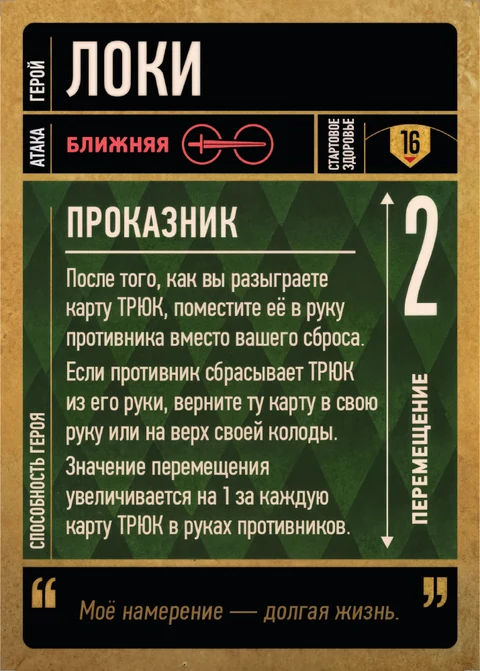 ГЕРОЙ
ЛОКИ
АТАКА
БЛИЖНЯЯ
СТАРТОВОЕ
ЗДОРОВЬЕ
16
СПОСОБНОСТЬ ГЕРОЯ
ПРОКАЗНИК
После того, как вы разыграете
карту ТРЮК, поместите её в руку
противника вместо вашего сброса.
Если противник сбрасывает ТРЮК
из его руки, верните ту карту в свою
руку или на верх своей колоды.
Значение перемещения
увеличивается на 1 за каждую
карту ТРЮК в руках противников.
2
ПЕРЕМЕЩЕНИЕ
“ Моё намерение — долгая жизнь. ”